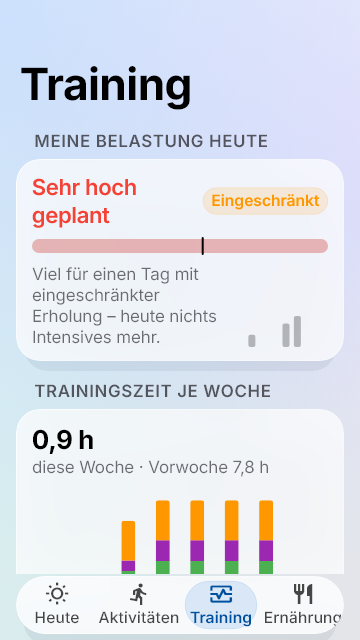 Training
MEINE BELASTUNG HEUTE
Sehr hoch
geplant
Eingeschränkt
Viel für einen Tag mit
eingeschränkter
Erholung – heute nichts
Intensives mehr.
TRAININGSZEIT JE WOCHE
0,9 h
diese Woche · Vorwoche 7,8 h
Heute
Aktivitäten
Training
Ernährung